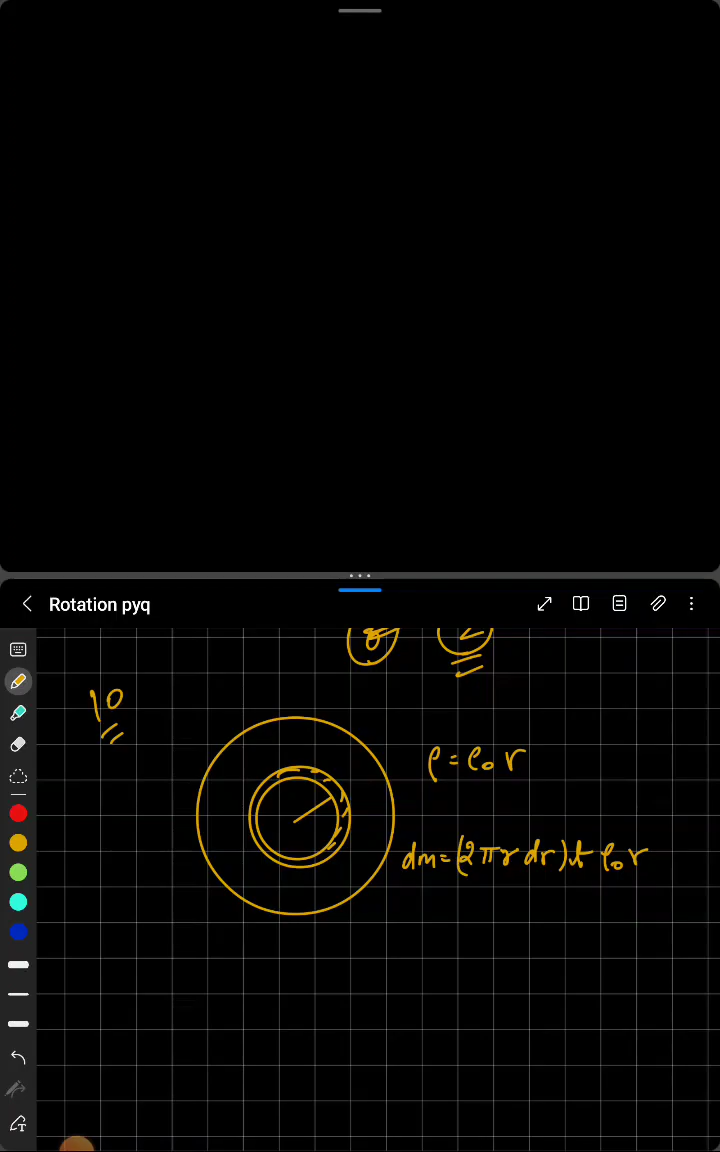 Rotation pyq
10
ρ = ρ₀ r
dm = (2πr dr) t ρ₀ r